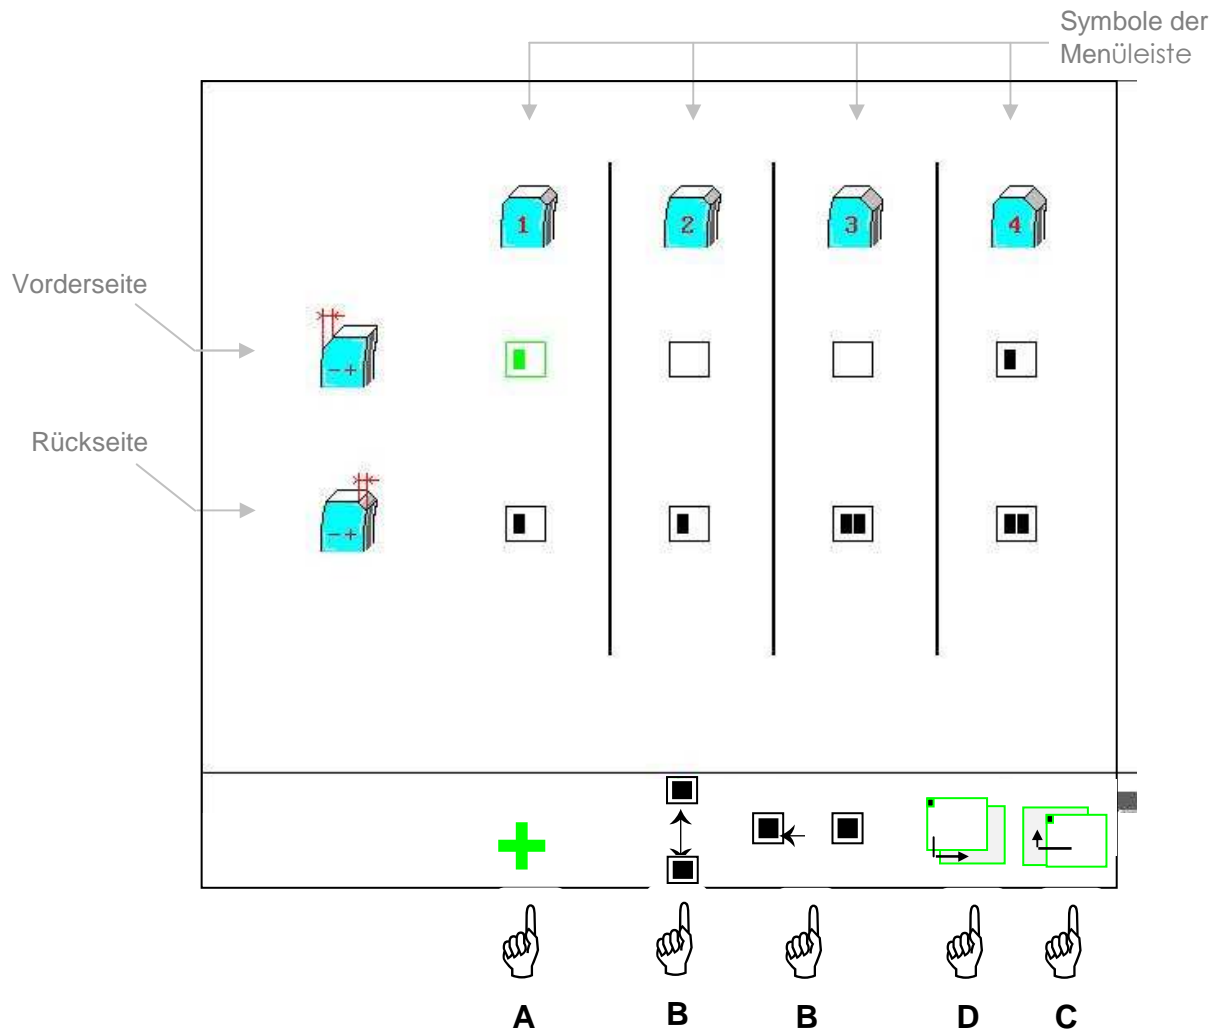 Symbole der
Menüleiste
1 2 3 4
Vorderseite
- +
Rückseite
- +
A B B D C